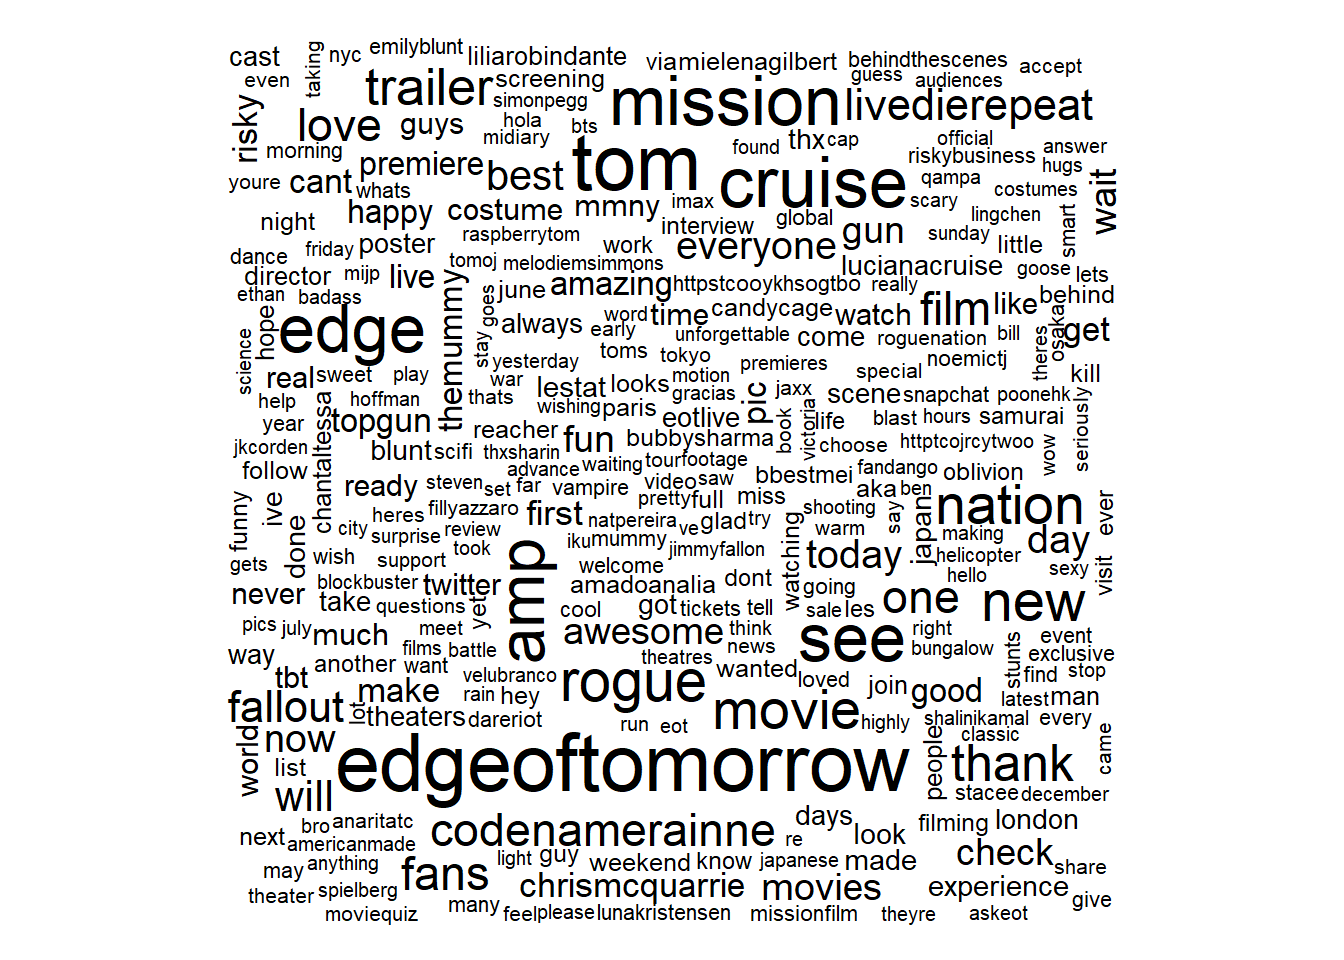 cast taking nyc emilyblunt liliarobindante viamielenagilbert behindthescenes accept
even trailer screening mission guess audiences livedierepeat
risky love guys simonpegg hola midiary bts found thx cap official answer
morning premiere best tom cruise riskybusiness hugs
youre cant whats imax qampa costumes wait
night happy costume mmny interview global scary lingchen smart
dance friday poster raspberrytom work everyone gun sunday little
director mijp live tomoj melodiemsimmons lucianacruise goose lets
ethan badass themummy june goes amazing httpstcooykhsogtbo really behind
science hope edge always early word time candycage watch film like osaka get
stay yesterday toms tokyo unforgettable come roguenation bill theres
real sweet play war premieres noemictj
help hoffman thats lestat looks motion gracias pic jaxx special scene snapchat poonehk kill
year topgun wishing paris eotlive book victoria life blast hours samurai
jkcorden chantaltessa blunt scifi reacher thxsharin fun bubbysharma choose httptcojrcytwoo wow seriously
follow advance waiting tour footage bbestmei fandango oblivion
funny ive ready steven set far vampire video saw pretty full miss aka ben nation ever
done city heres fillyazzaro first natpereira ve glad try shooting say japan
surprise review amp iku mummy jimmyfallon watching warm making day
gets wish support took welcome today helicopter sexy visit
never blockbuster twitter amadoanalia dont going hello
take questions yet cool got tickets tell sale les one new
pics july much meet awesome think see right event
way films battle news bungalow stunts exclusive
another want velubranco theatres wanted loved find stop
tbt make rain hey rogue join good latest man
fallout lot theaters dareriot run eot movie highly shalinikamal every
world now classic came
list edgeoftomorrow people thank
will stacee december
next bro anaritatc codenamerainne days re look filming london
americanmade
may anything fans light guy weekend know japanese made check share
theater spielberg chrismcquarrie movies experience give
moviequiz many feel please lunakristensen missionfilm theyre askeot